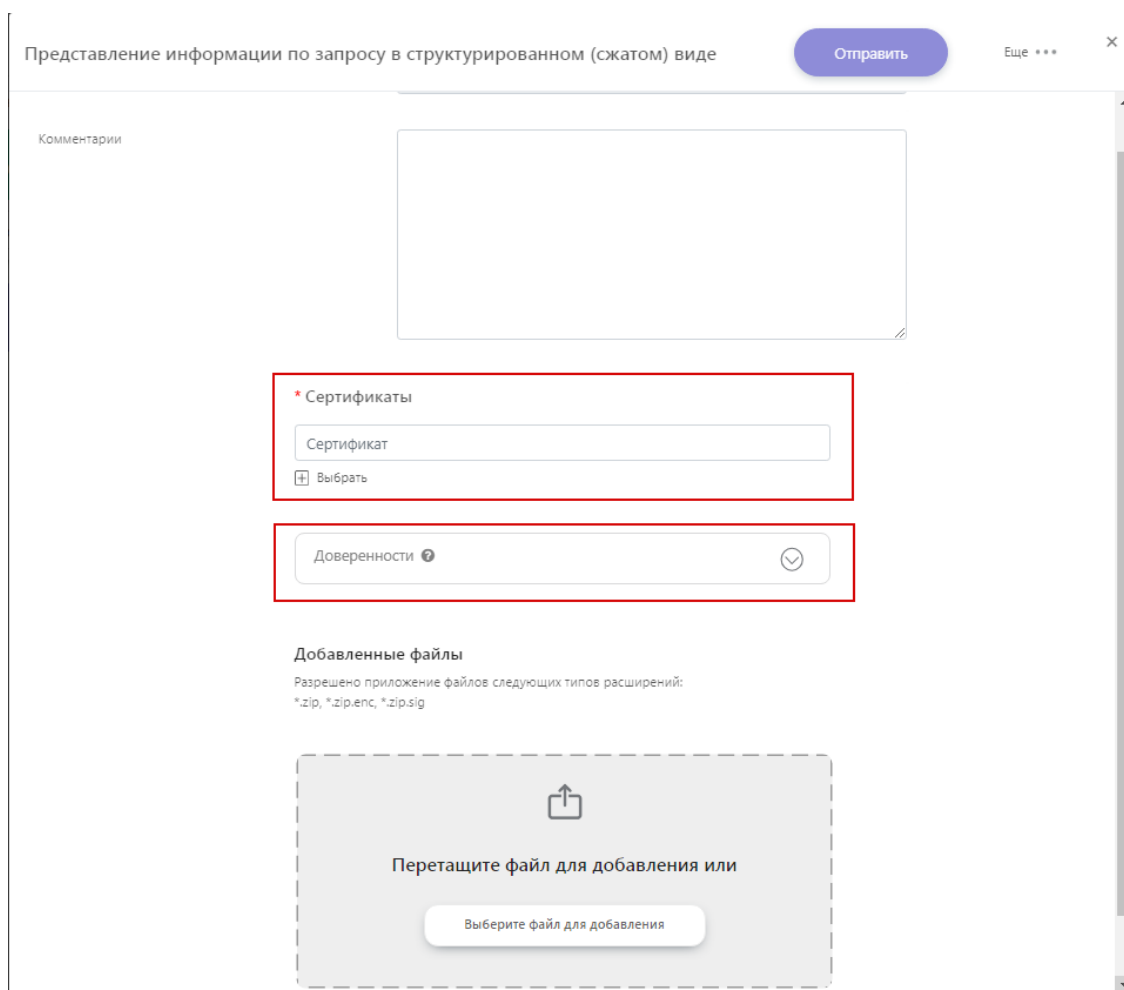 Представление информации по запросу в структурированном (сжатом) виде
Отправить
Еще •••
Комментарии
* Сертификаты
Сертификат
Выбрать
Доверенности
Добавленные файлы
Разрешено приложение файлов следующих типов расширений:
*.zip, *.zip.enc, *.zip.sig
Перетащите файл для добавления или
Выберите файл для добавления